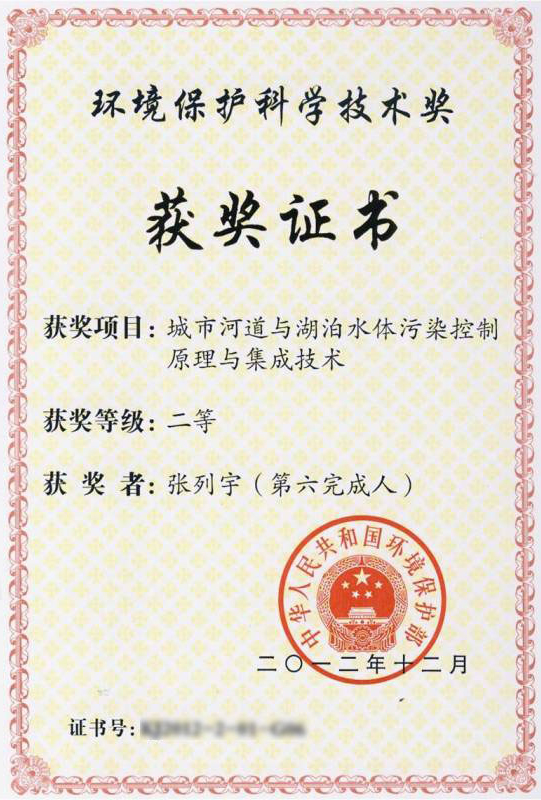 环境保护科学技术奖
获奖证书
获奖项目：城市河道与湖泊水体污染控制
原理与集成技术
获奖等级：二等
获 奖 者：张列宇（第六完成人）
中华人民共和国环境保护部
二〇一二年十二月
证书号：